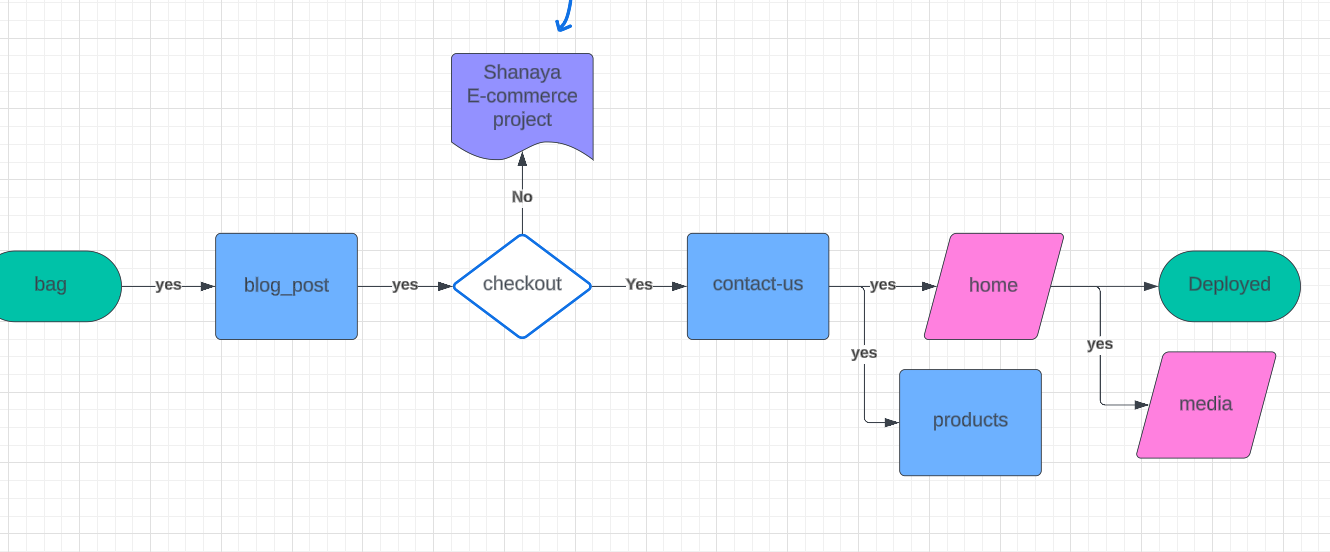 Shanaya
E-commerce
project
No
bag
yes
blog_post
yes
checkout
Yes
contact-us
yes
home
Deployed
yes
products
yes
media